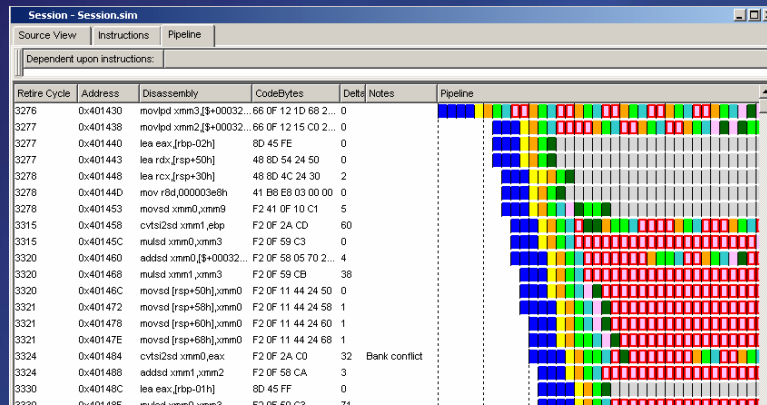 Session - Session.sim
Source View Instructions Pipeline
Dependent upon instructions:
Retire Cycle Address Disassembly CodeBytes Delta Notes Pipeline
3276 0x401430 movlpd xmm3,[$+00032... 66 0F 12 1D 68 2... 0
3277 0x401438 movlpd xmm2,[$+00032... 66 0F 12 15 C0 2... 0
3277 0x401440 lea eax,[rbp-02h] 8D 45 FE 0
3277 0x401443 lea rdx,[rsp+50h] 48 8D 54 24 50 0
3278 0x401448 lea rcx,[rsp+30h] 48 8D 4C 24 30 2
3278 0x40144D mov r8d,000003e8h 41 B8 E8 03 00 00 0
3278 0x401453 movsd xmm0,xmm9 F2 41 0F 10 C1 5
3315 0x401458 cvtsi2sd xmm1,ebp F2 0F 2A CD 60
3315 0x40145C mulsd xmm0,xmm3 F2 0F 59 C3 0
3320 0x401460 addsd xmm0,[$+00032... F2 0F 58 05 70 2... 4
3320 0x401468 mulsd xmm1,xmm3 F2 0F 59 CB 38
3320 0x40146C movsd [rsp+50h],xmm0 F2 0F 11 44 24 50 0
3321 0x401472 movsd [rsp+58h],xmm0 F2 0F 11 44 24 58 1
3321 0x401478 movsd [rsp+60h],xmm0 F2 0F 11 44 24 60 1
3321 0x40147E movsd [rsp+68h],xmm0 F2 0F 11 44 24 68 1
3324 0x401484 cvtsi2sd xmm0,eax F2 0F 2A C0 32 Bank conflict
3324 0x401488 addsd xmm1,xmm2 F2 0F 58 CA 3
3330 0x40148C lea eax,[rbp-01h] 8D 45 FF 0
3330 0x40148F mulsd xmm0,xmm3 F2 0F 59 C3 71